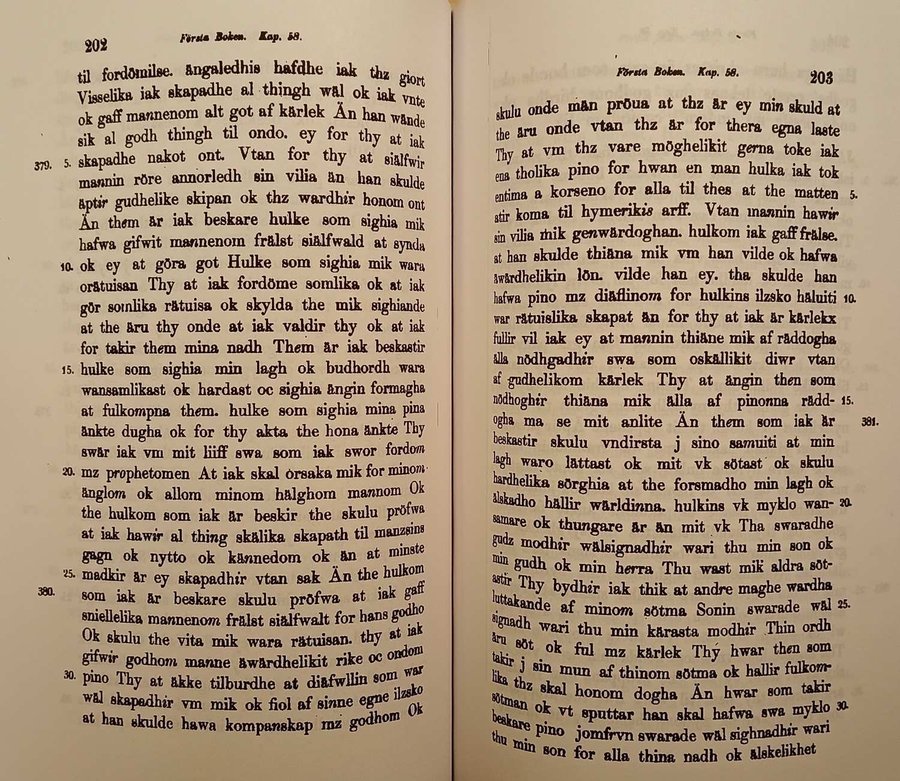 202
Första Boken. Kap. 58.
til fordömilse. ängaledhis hafdhe iak thz giort
Visselika iak skapadhe al thingh wäl ok iak vnte
ok gaff mannenom alt got af kärlek Än han wände
sik al godh thingh til ondo. ey for thy at iak
379. 5. skapadhe nakot ont. Vtan for thy at siälfwir
mannin röre annorledh sin vilia än han skulde
äptir gudhelike skipan ok thz wardhir honom ont
Än them är iak beskare hulke som sighia mik
hafwa gifwit mannenom frälst siälfwald at synda
10. ok ey at göra got Hulke som sighia mik wara
orätuisan Thy at iak fordöme somlika ok at iak
gör somlika rätuisa ok skylda the mik sighiande
at the äru thy onde at iak valdir thy ok at iak
for takir them mina nadh Them är iak beskastir
15. hulke som sighia min lagh ok budhordh wara
wansamlikast ok hardast oc sighia ängin formagha
at fulkompna them. hulke som sighia mina pina
änkte dugha ok for thy akta the hona änkte Thy
swär iak vm mit liiff swa som iak swor fordom
20. mz prophetomen At iak skal orsaka mik for minom
änglom ok allom minom hälghom mannom Ok
the hulkom som iak är beskir the skulu pröfwa
at iak hawir al thing skälika skapath til manzsins
gagn ok nytto ok kännedom ok än at minste
25. madkir är ey skapadhir vtan sak Än the hulkom
380. som iak är beskare skulu pröfwa at iak gaff
sniellelika mannenom frälst siälfwalt for hans godho
Ok skulu the vita mik wara rätuisan. thy at iak
gifwir godhom manne äwärdhelikit rike oc ondom
30. pino Thy at äkke tilburdhe at diäfwllin som war
wäl skapadhir vm mik ok fiol af sinne egne ilzsko
at han skulde hawa kompanskap mz godhom Ok
Första Boken. Kap. 58.
203
skulu onde män pröua at thz är ey min skuld at
the äru onde vtan thz är for thera egna laste
Thy at vm thz vare möghelikit gerna toke iak
ena tholika pino for hwan en man hulka iak tok
entima a korseno for alla til thes at the matten 5.
atir koma til hymerikis arff. Vtan mannin hawir
sin vilia mik genwärdoghan. hulkom iak gaff frälse.
at han skulde thiäna mik vm han vilde ok hafwa
äwärdhelikin lön. vilde han ey. tha skulde han
hafwa pino mz diäflinom for hulkins ilzsko häluiti 10.
war rätuislika skapat än for thy at iak är kärlekx
fullir vil iak ey at mannin thiäne mik af räddogha
älla nödhgadhir swa som oskällikit diwr vtan
af gudhelikom kärlek Thy at ängin then som
nödhoghir thiäna mik älla af pinonna rädd- 15.
ogha ma se mit anlite Än them som iak är 381.
beskastir skulu vndirsta j sino samuiti at min
lagh waro lättast ok mit vk sötast ok skulu
hardhelika sörghia at the forsmadho min lagh ok
älskadho hällir wärldinna. hulkins vk myklo wan- 20.
samare ok thungare är än mit vk Tha swaradhe
gudz modhir wälsignadhir wari thu min son ok
min gudh ok min herra Thu wast mik aldra söt-
astir Thy bydhir iak thik at andre maghe wardha
luttakande af minom sötma Sonin swarade wäl 25.
signadh wari thu min kärasta modhir Thin ordh
äru söt ok ful mz kärlek Thy hwar then som
takir j sin mun af thinom sötma ok hallir fulkom-
lika thz skal honom dogha Än hwar som takir
sötman ok vt sputtar han skal hafwa swa myklo 30.
beskare pino jomfrvn swarade wäl sighnadhir wari
thu min son for alla thina nadh ok älskelikhet